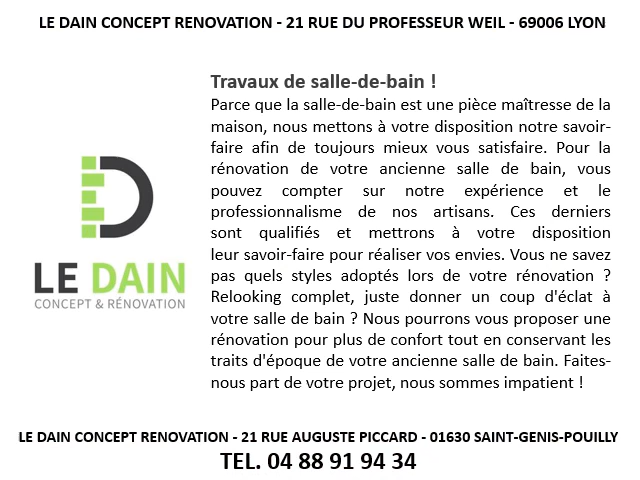 LE DAIN CONCEPT RENOVATION - 21 RUE DU PROFESSEUR WEIL - 69006 LYON
Travaux de salle-de-bain !
Parce que la salle-de-bain est une pièce maîtresse de la
maison, nous mettons à votre disposition notre savoir-
faire afin de toujours mieux vous satisfaire. Pour la
rénovation de votre ancienne salle de bain, vous
pouvez compter sur notre expérience et le
professionnalisme de nos artisans. Ces derniers
sont qualifiés et mettrons à votre disposition
leur savoir-faire pour réaliser vos envies. Vous ne savez
pas quels styles adoptés lors de votre rénovation ?
Relooking complet, juste donner un coup d'éclat à
votre salle de bain ? Nous pourrons vous proposer une
rénovation pour plus de confort tout en conservant les
traits d'époque de votre ancienne salle de bain. Faites-
nous part de votre projet, nous sommes impatient !
D
LE DAIN
CONCEPT & RÉNOVATION
LE DAIN CONCEPT RENOVATION - 21 RUE AUGUSTE PICCARD - 01630 SAINT-GENIS-POUILLY
TEL. 04 88 91 94 34